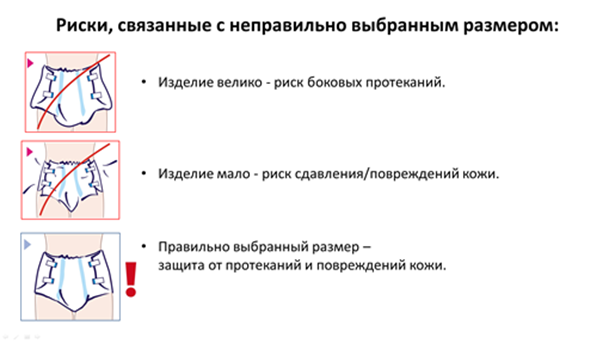 Риски, связанные с неправильно выбранным размером:
• Изделие велико - риск боковых протеканий.
• Изделие мало - риск сдавления/повреждений кожи.
• Правильно выбранный размер –
защита от протеканий и повреждений кожи.
!